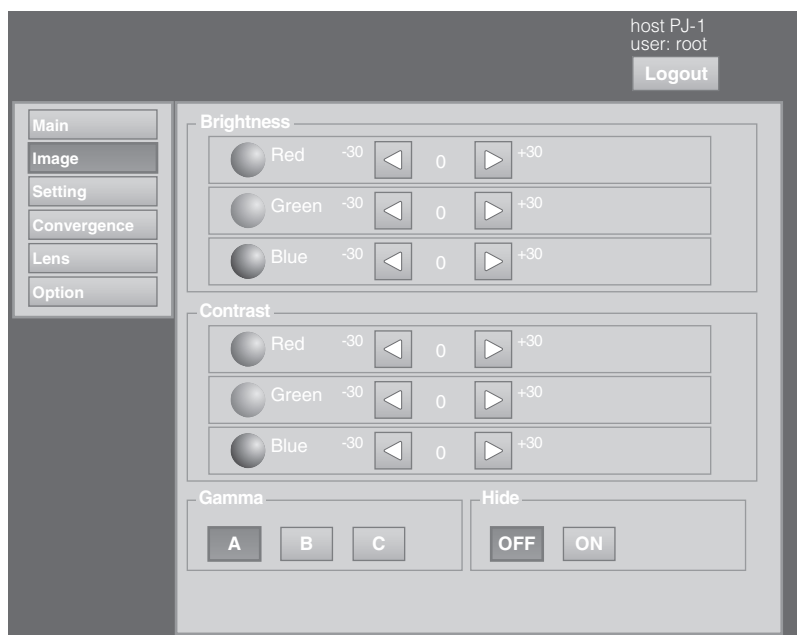 host PJ-1
user: root
Logout
Main
Image
Setting
Convergence
Lens
Option
Brightness
Red -30 0 +30
Green -30 0 +30
Blue -30 0 +30
Contrast
Red -30 0 +30
Green -30 0 +30
Blue -30 0 +30
Gamma
A B C
Hide
OFF ON